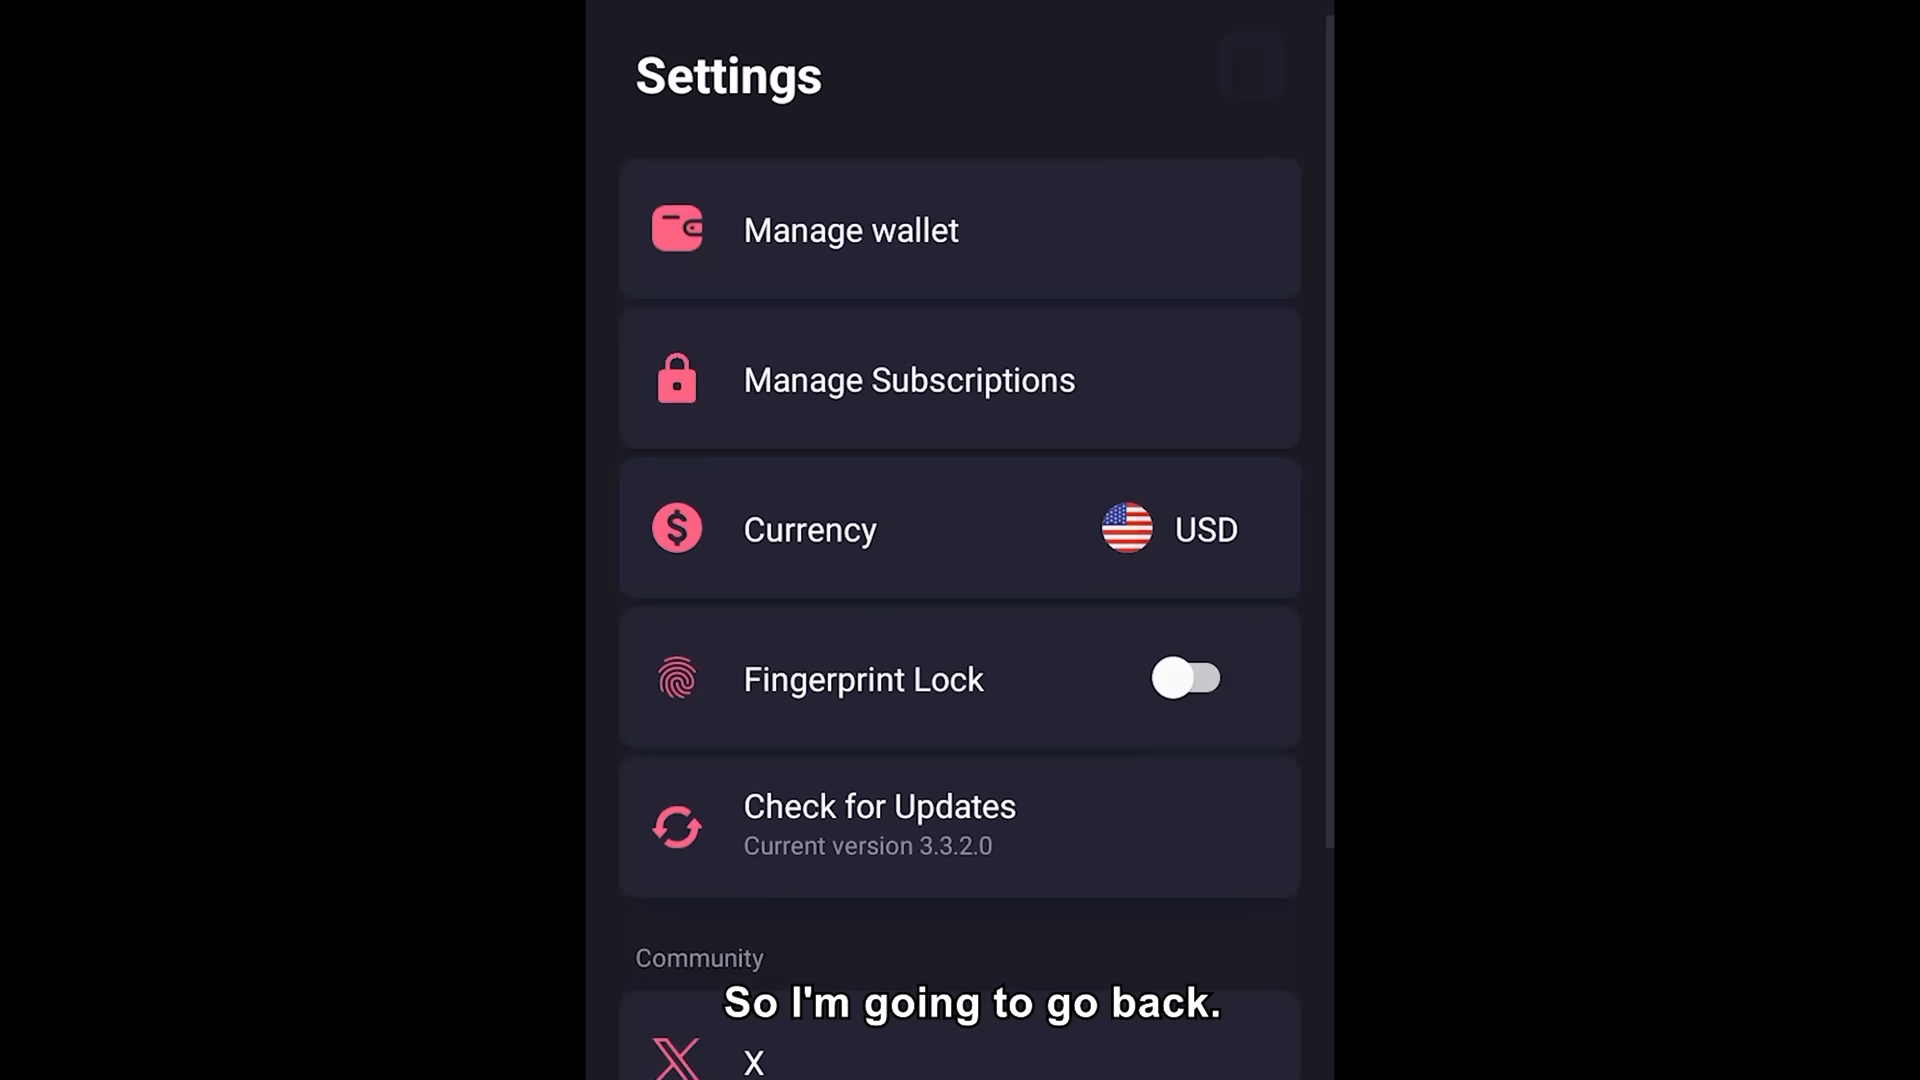 Settings
Manage wallet
Manage Subscriptions
Currency
USD
Fingerprint Lock
Check for Updates
Current version 3.3.2.0
Community
So I'm going to go back.
X